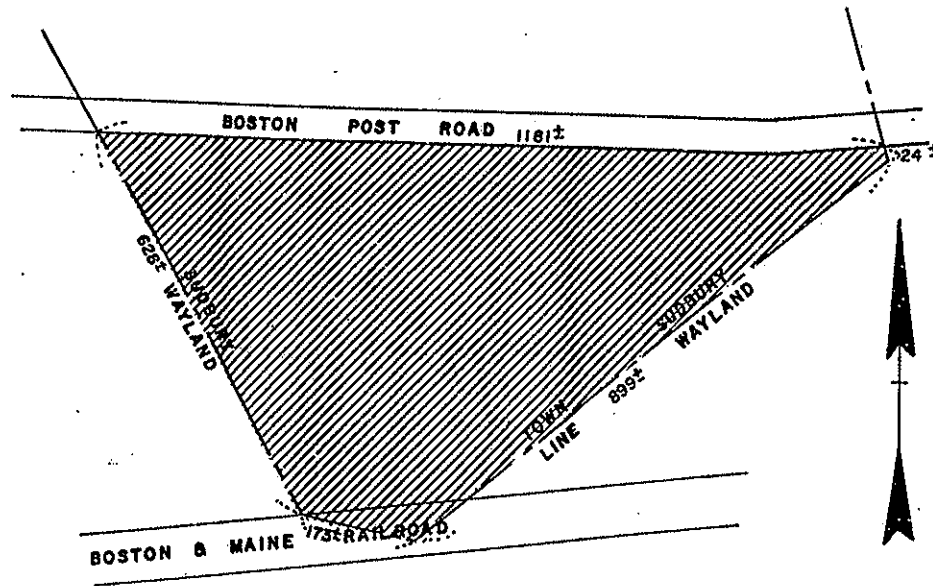 BOSTON POST ROAD 1181±
24±
628± SUDBURY
WAYLAND
SUDBURY
WAYLAND
TOWN 899±
LINE
BOSTON & MAINE 173± RAILROAD